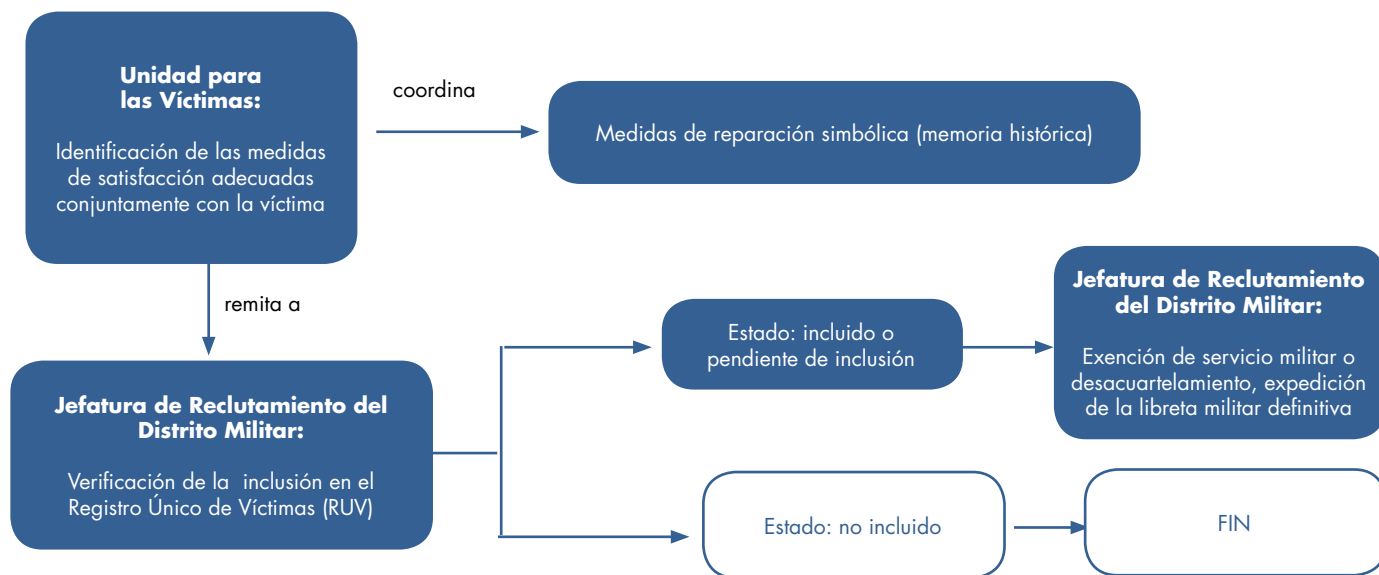 Unidad para
las Víctimas:
Identificación de las medidas
de satisfacción adecuadas
conjuntamente con la víctima
coordina
Medidas de reparación simbólica (memoria histórica)
remita a
Jefatura de Reclutamiento del
Distrito Militar:
Verificación de la inclusión en el
Registro Único de Víctimas (RUV)
Estado: incluido o
pendiente de inclusión
Jefatura de Reclutamiento
del Distrito Militar:
Exención de servicio militar o
desacuartelamiento, expedición
de la libreta militar definitiva
Estado: no incluido
FIN